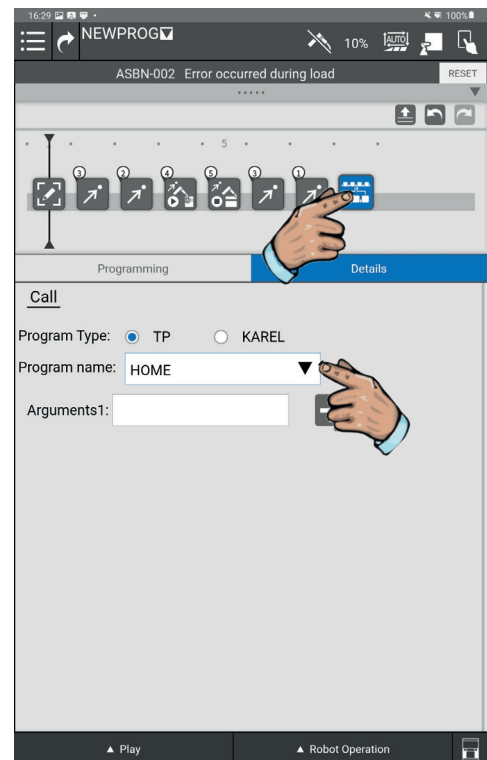 16:29 100%
NEWPROG
10% AUTO
ASBN-002 Error occurred during load RESET
5
3 2 4 5 3 1
Programming Details
Call
Program Type: TP KAREL
Program name: HOME
Arguments1:
Play Robot Operation